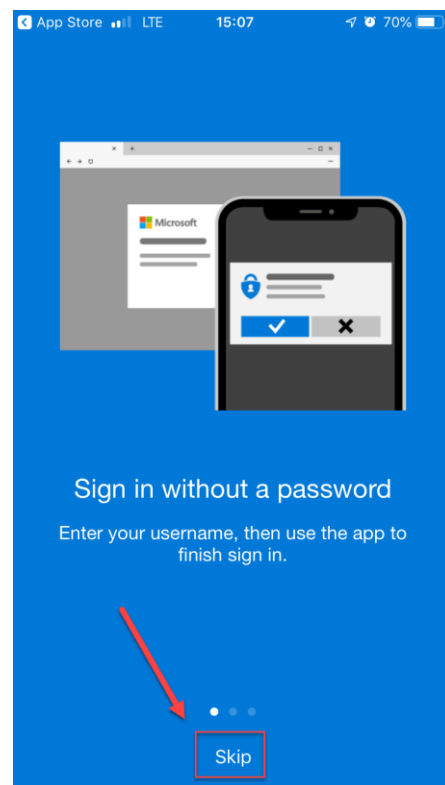 App Store LTE 15:07 70%
Microsoft
Sign in without a password
Enter your username, then use the app to
finish sign in.
Skip